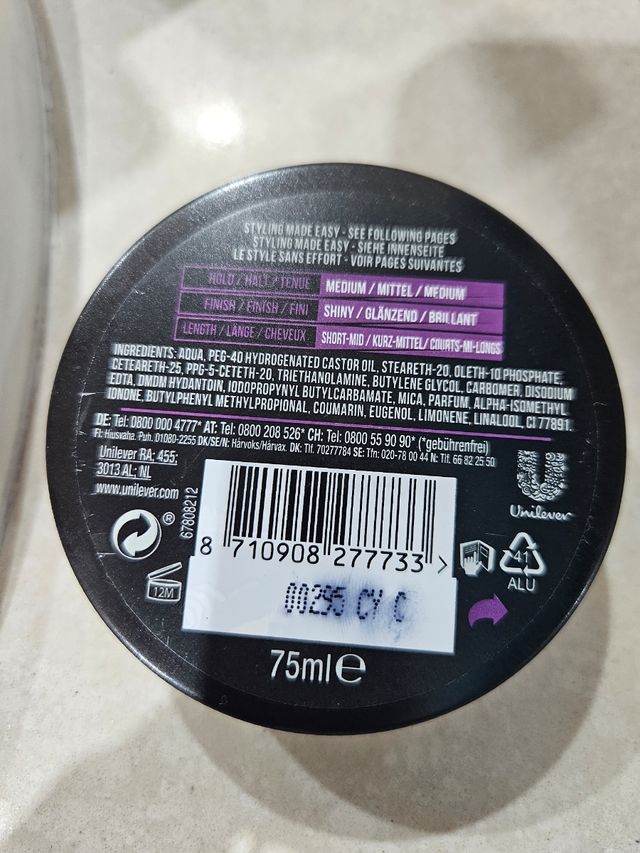 STYLING MADE EASY - SEE FOLLOWING PAGES
STYLING MADE EASY - SIEHE INNENSEITE
LE STYLE SANS EFFORT - VOIR PAGES SUIVANTES
HOLD / HALT / TENUE MEDIUM / MITTEL / MEDIUM
FINISH / FINISH / FINI SHINY / GLÄNZEND / BRILLANT
LENGTH / LÄNGE / CHEVEUX SHORT-MID / KURZ-MITTEL / COURTS-MI-LONGS
INGREDIENTS: AQUA, PEG-40 HYDROGENATED CASTOR OIL, STEARETH-20, OLETH-10 PHOSPHATE,
CETEARETH-25, PPG-5-CETETH-20, TRIETHANOLAMINE, BUTYLENE GLYCOL, CARBOMER, DISODIUM
EDTA, DMDM HYDANTOIN, IODOPROPYNYL BUTYLCARBAMATE, MICA, PARFUM, ALPHA-ISOMETHYL
IONONE, BUTYLPHENYL METHYLPROPIONAL, COUMARIN, EUGENOL, LIMONENE, LINALOOL, CI 77891.
DE: Tel: 0800 000 4777* AT: Tel: 0800 208 526* CH: Tel: 0800 55 90 90* (*gebührenfrei)
FI: Hiusvaha. Puh. 01080-2255 DK/SE/N: Hårvoks/Hårvax. DK: Tlf. 70277784 SE: Tfn: 020-78 00 44 N: Tlf. 66 82 25 50
Unilever RA; 455;
3013 AL; NL
www.unilever.com
67808212
Unilever
8 710908 277733 >
00295 CY C
®
12M
41
ALU
75ml ℮